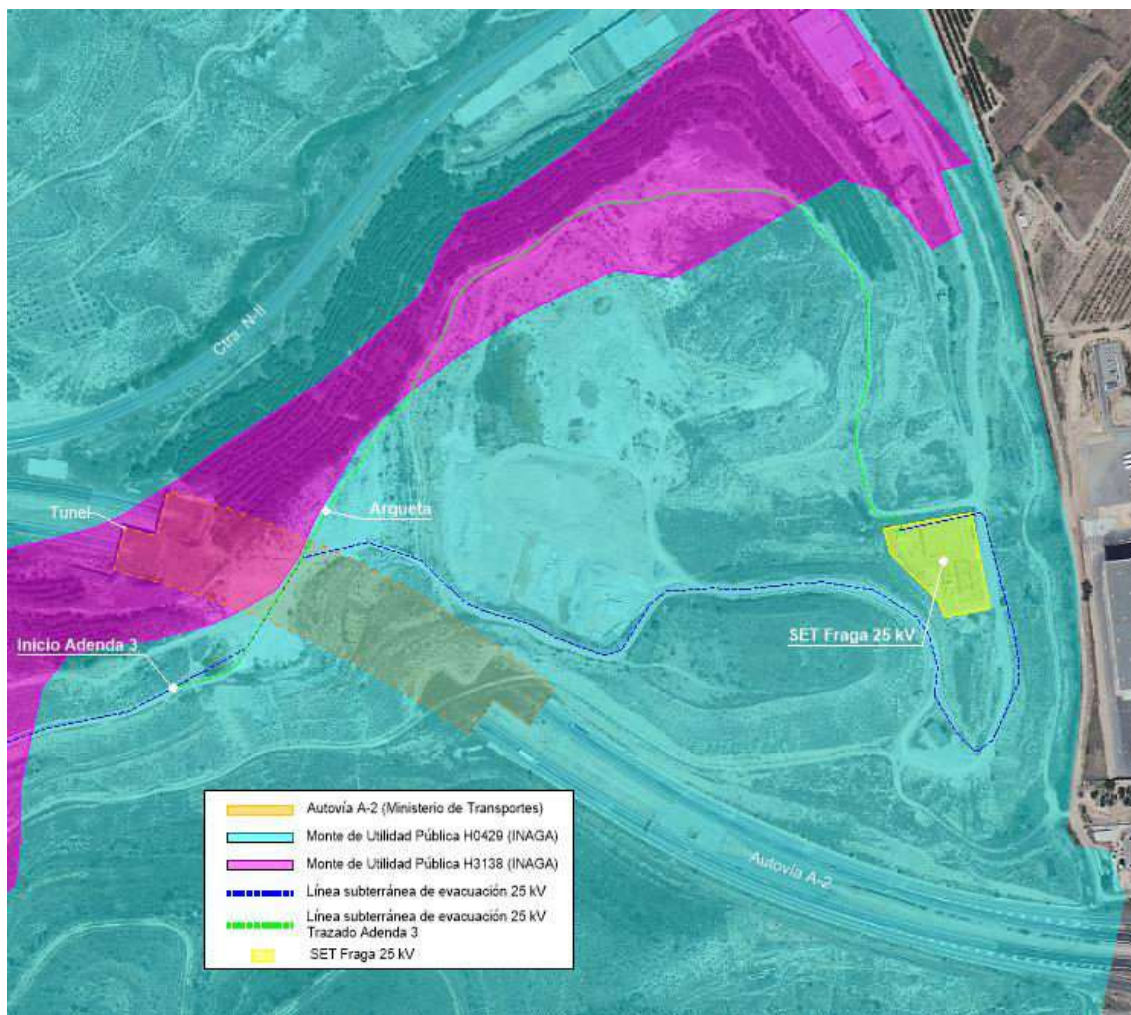 Ctra. N-II
Tunel
Arqueta
Inicio Adenda 3
SET Fraga 25 kV
Autovía A-2
Autovía A-2 (Ministerio de Transportes)
Monte de Utilidad Pública H0429 (INAGA)
Monte de Utilidad Pública H3138 (INAGA)
Línea subterránea de evacuación 25 kV
Línea subterránea de evacuación 25 kV
Trazado Adenda 3
SET Fraga 25 kV